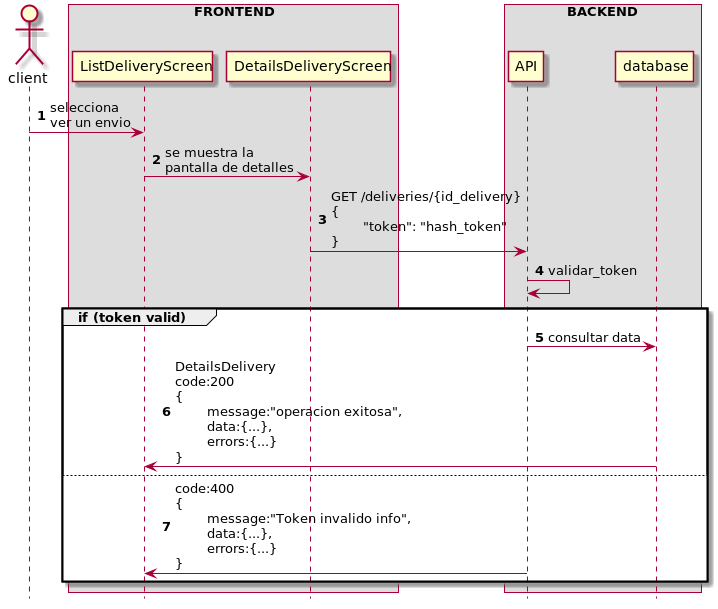 FRONTEND
BACKEND
client
ListDeliveryScreen
DetailsDeliveryScreen
API
database
1 selecciona
ver un envio
2 se muestra la
pantalla de detalles
GET /deliveries/{id_delivery}
{
3 "token": "hash_token"
}
4 validar_token
if (token valid)
5 consultar data
DetailsDelivery
code:200
{
6 message:"operacion exitosa",
data:{...},
errors:{...}
}
code:400
{
message:"Token invalido info",
7 data:{...},
errors:{...}
}